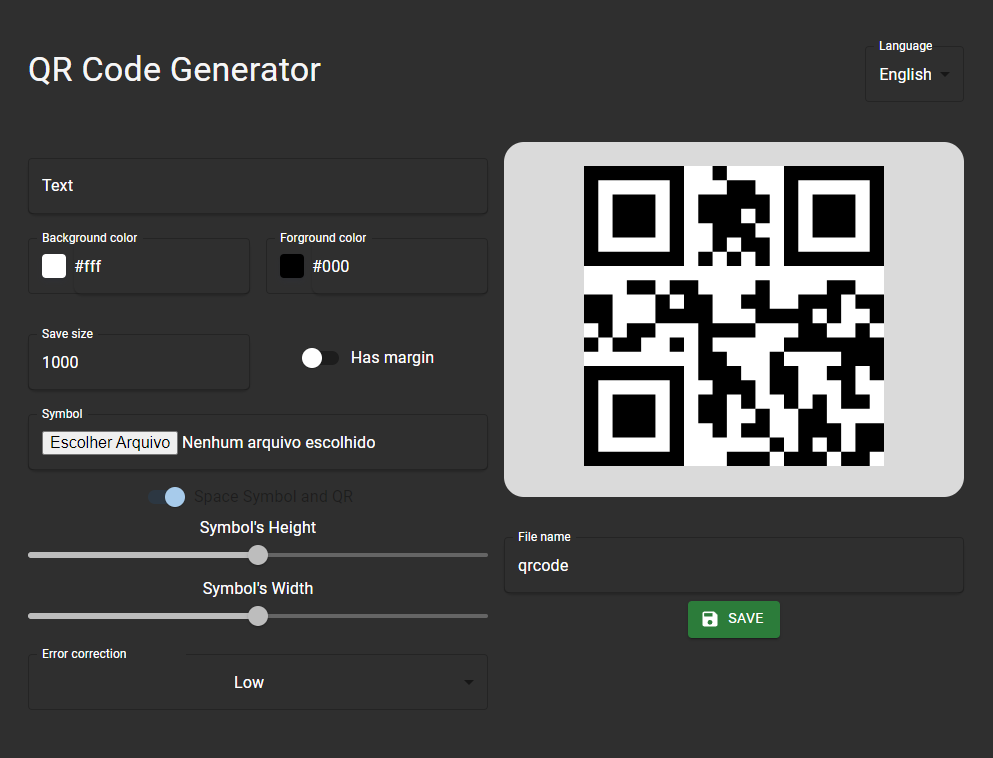 QR Code Generator
Language
English
Text
Background color
#fff
Forground color
#000
Save size
1000
Has margin
Symbol
Escolher Arquivo Nenhum arquivo escolhido
Space Symbol and QR
Symbol's Height
Symbol's Width
Error correction
Low
File name
qrcode
SAVE